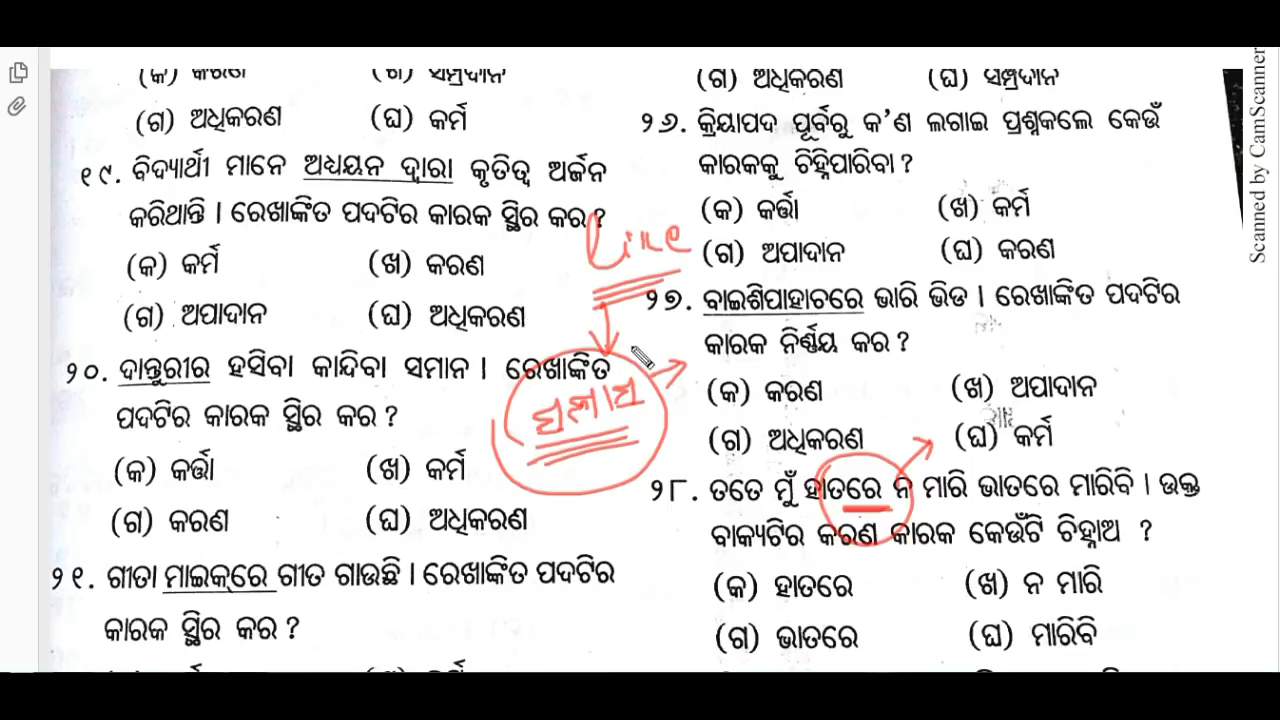 (ଗ) ଅଧିକରଣ (ଘ) କର୍ମ
୧୯. ବିଦ୍ୟାର୍ଥୀ ମାନେ ଅଧ୍ୟୟନ ଦ୍ୱାରା କୃତିତ୍ୱ ଅର୍ଜନ
କରିଥାନ୍ତି । ରେଖାଙ୍କିତ ପଦଟିର କାରକ ସ୍ଥିର କର ?
(କ) କର୍ମ (ଖ) କରଣ
(ଗ) ଅପାଦାନ (ଘ) ଅଧିକରଣ
୨୦. ଦାନ୍ତୁରୀର ହସିବା କାନ୍ଦିବା ସମାନ । ରେଖାଙ୍କିତ
ପଦଟିର କାରକ ସ୍ଥିର କର ?
(କ) କର୍ତ୍ତା (ଖ) କର୍ମ
(ଗ) କରଣ (ଘ) ଅଧିକରଣ
୨୧. ଗୀତା ମାଇକ୍‌ରେ ଗୀତ ଗାଉଛି । ରେଖାଙ୍କିତ ପଦଟିର
କାରକ ସ୍ଥିର କର ?
(ଗ) ଅଧିକରଣ (ଘ) ସମ୍ପ୍ରଦାନ
୨୬. କ୍ରିୟାପଦ ପୂର୍ବରୁ କ'ଣ ଲଗାଇ ପ୍ରଶ୍ନକଲେ କେଉଁ
କାରକକୁ ଚିହ୍ନିପାରିବା ?
(କ) କର୍ତ୍ତା (ଖ) କର୍ମ
(ଗ) ଅପାଦାନ (ଘ) କରଣ
୨୭. ବାଇଶିପାହାଚରେ ଭାରି ଭିଡ । ରେଖାଙ୍କିତ ପଦଟିର
କାରକ ନିର୍ଣ୍ଣୟ କର ?
(କ) କରଣ (ଖ) ଅପାଦାନ
(ଗ) ଅଧିକରଣ (ଘ) କର୍ମ
୨୮. ତତେ ମୁଁ ହାତରେ ନ ମାରି ଭାତରେ ମାରିବି । ଉକ୍ତ
ବାକ୍ୟଟିର କରଣ କାରକ କେଉଁଟି ଚିହ୍ନାଅ ?
(କ) ହାତରେ (ଖ) ନ ମାରି
(ଗ) ଭାତରେ (ଘ) ମାରିବି
line
Scanned by CamScanner